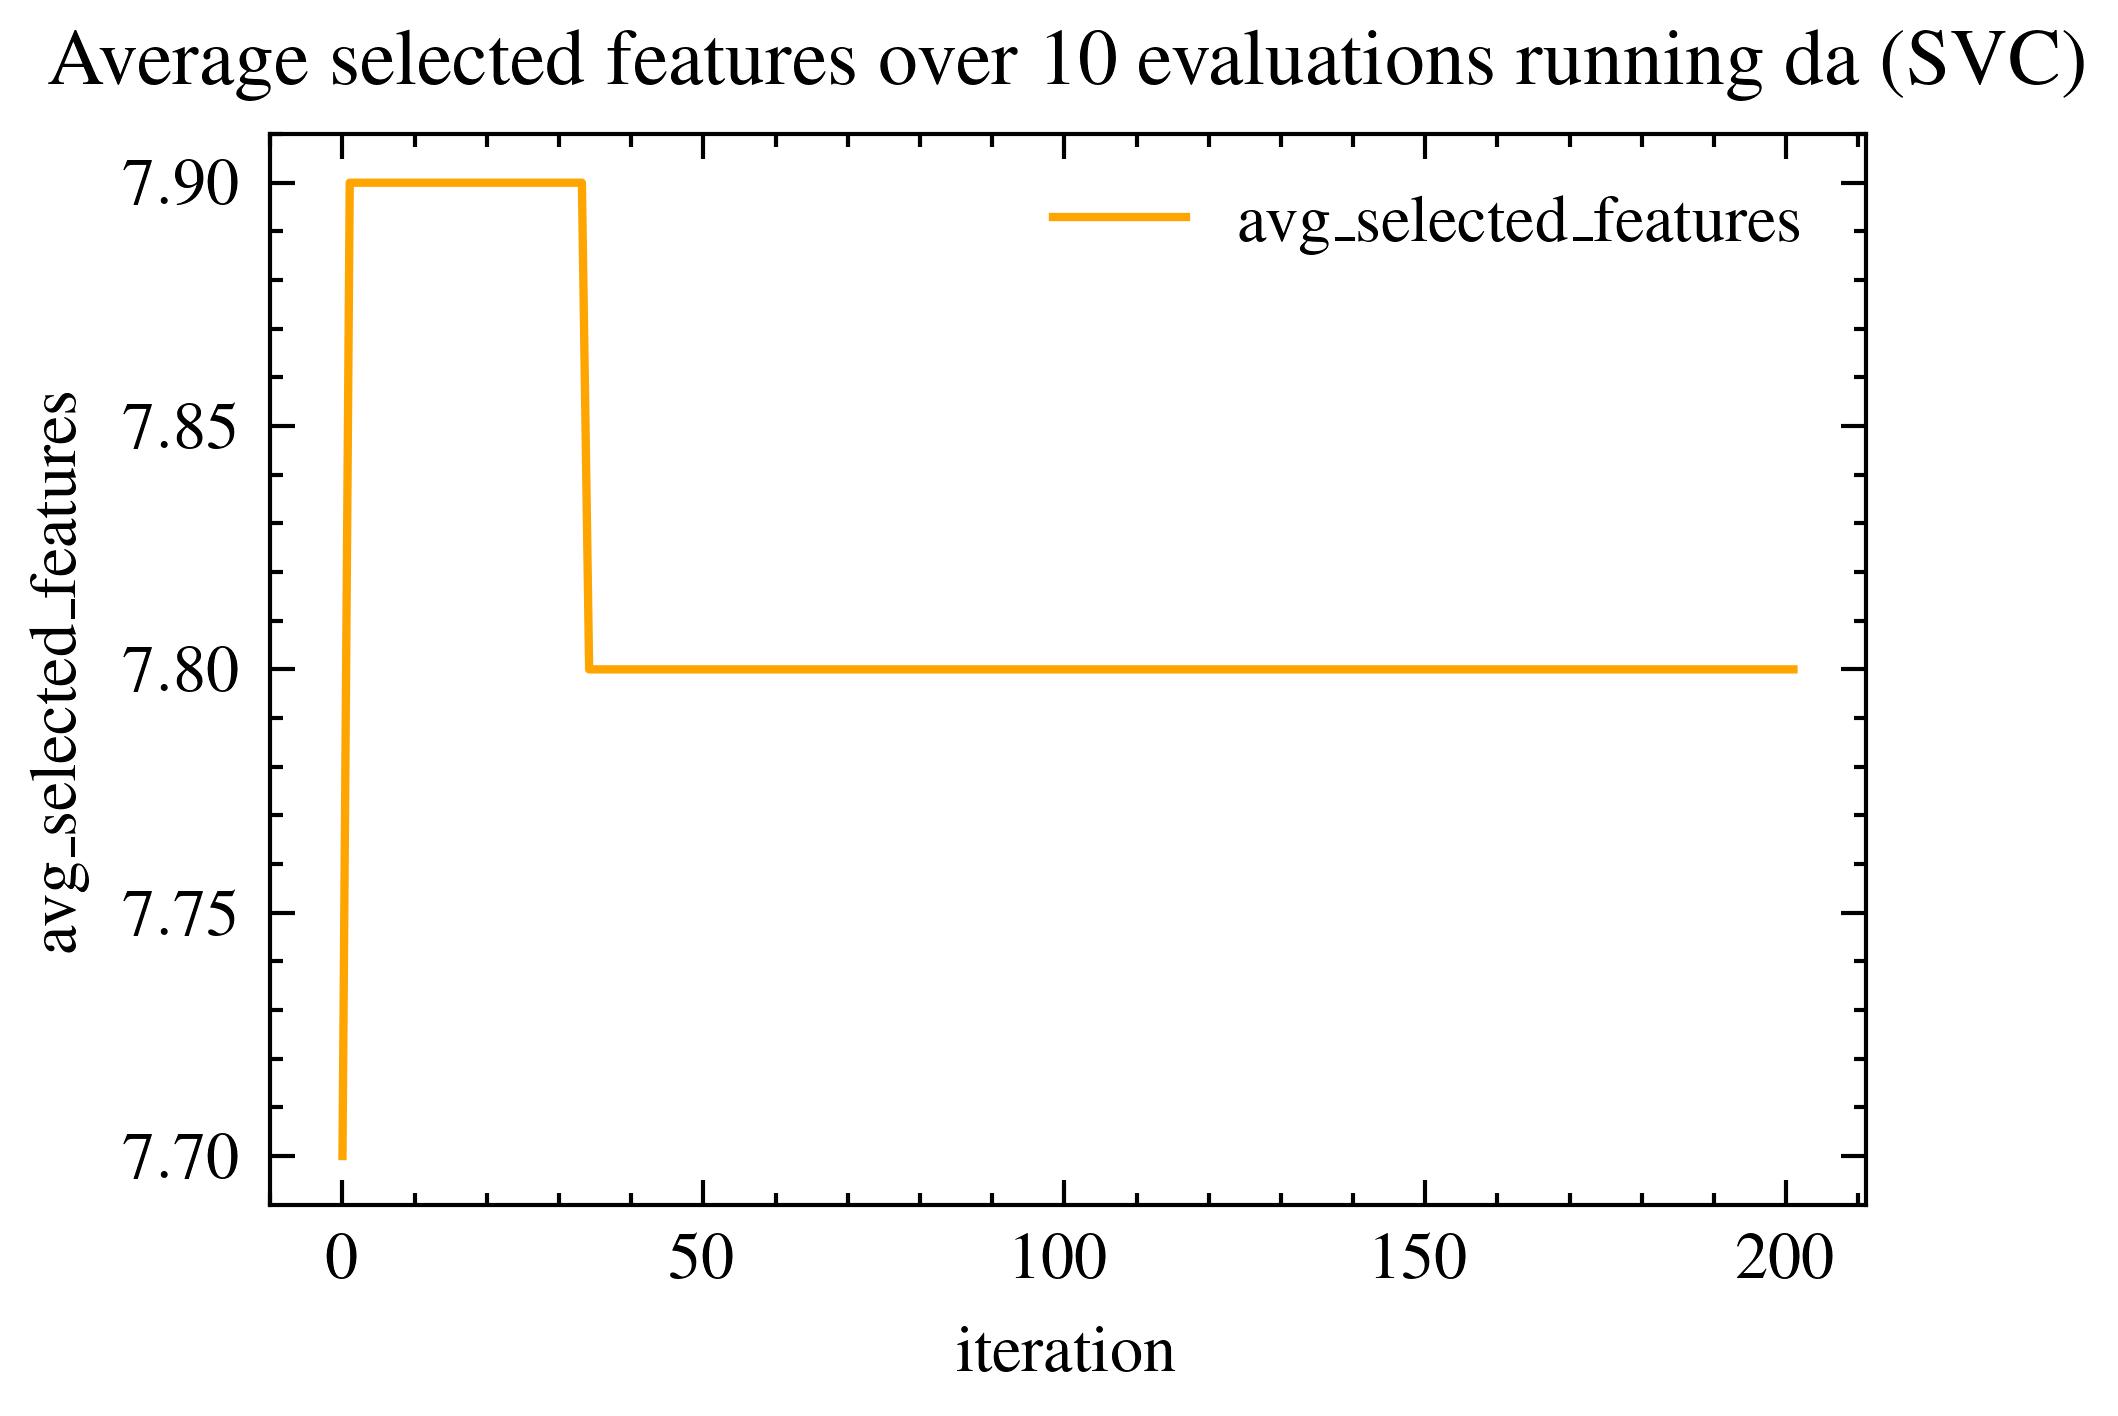 Average selected features over 10 evaluations running da (SVC)
avg_selected_features
avg_selected_features
7.90
7.85
7.80
7.75
7.70
0 50 100 150 200
iteration